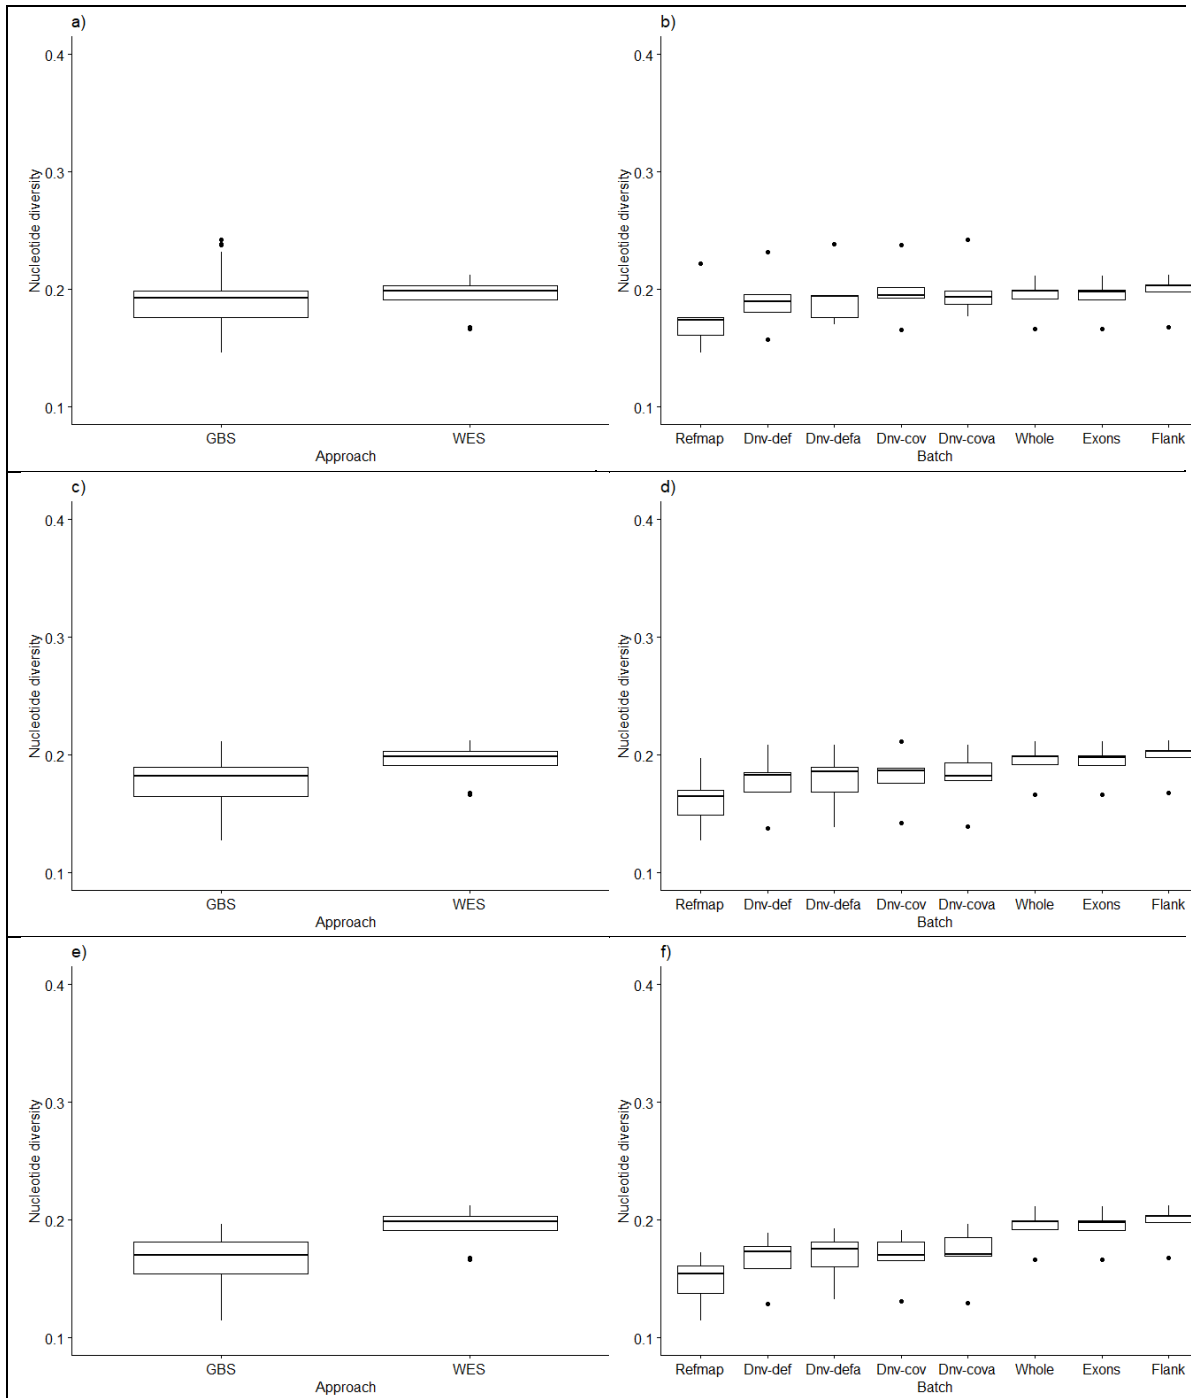 a)
0.4
0.3
0.2
0.1
Nucleotide diversity
GBS WES
Approach
b)
0.4
0.3
0.2
0.1
Nucleotide diversity
Refmap Dnv-def Dnv-defa Dnv-cov Dnv-cova Whole Exons Flank
Batch
c)
0.4
0.3
0.2
0.1
Nucleotide diversity
GBS WES
Approach
d)
0.4
0.3
0.2
0.1
Nucleotide diversity
Refmap Dnv-def Dnv-defa Dnv-cov Dnv-cova Whole Exons Flank
Batch
e)
0.4
0.3
0.2
0.1
Nucleotide diversity
GBS WES
Approach
f)
0.4
0.3
0.2
0.1
Nucleotide diversity
Refmap Dnv-def Dnv-defa Dnv-cov Dnv-cova Whole Exons Flank
Batch